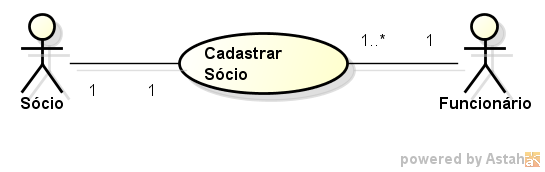 Cadastrar
Sócio
1..*
1
1
1
Sócio
Funcionário
powered by Astah